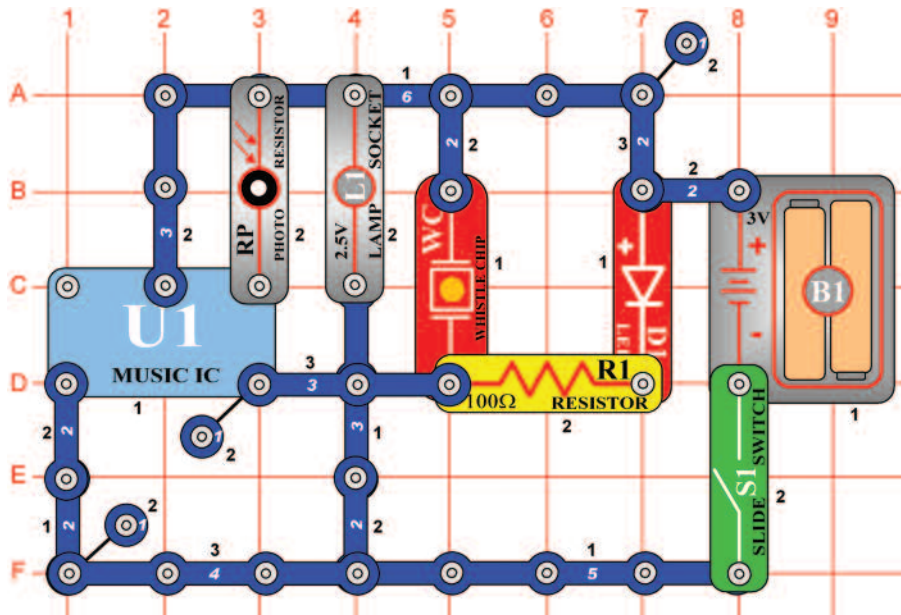 1 2 3 4 5 6 7 8 9
A
B
C
D
E
F
1
6
1
2
2
2
3
2
2
2
3
2
RP
PHOTO
RESISTOR
2
2.5V
L1
LAMP
SOCKET
2
WC
WHISTLE CHIP
1
+
D1
1
3V
+
-
B1
1
U1
MUSIC IC
1
3
3
1
2
R1
100Ω
RESISTOR
2
2
2
3
1
2
2
S1
SLIDE
SWITCH
2
1
2
1
2
3
4
1
5